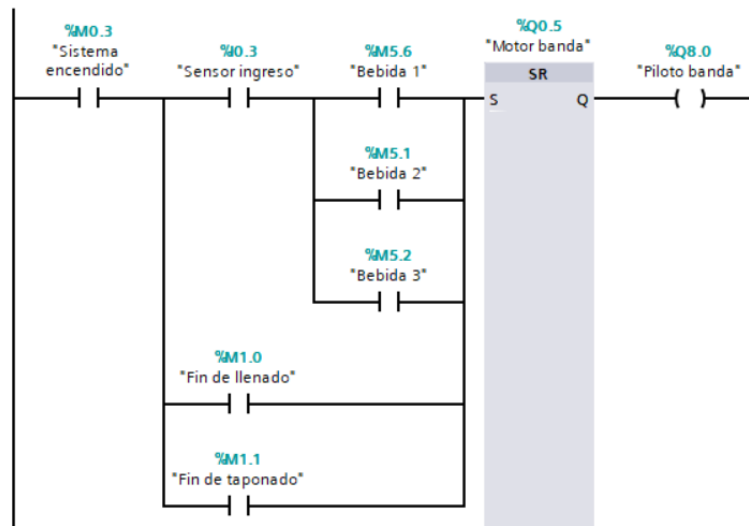 %M0.3
"Sistema
encendido"
%I0.3
"Sensor ingreso"
%M5.6
"Bebida 1"
%Q0.5
"Motor banda"
SR
S
Q
%Q8.0
"Piloto banda"
%M5.1
"Bebida 2"
%M5.2
"Bebida 3"
%M1.0
"Fin de llenado"
%M1.1
"Fin de taponado"